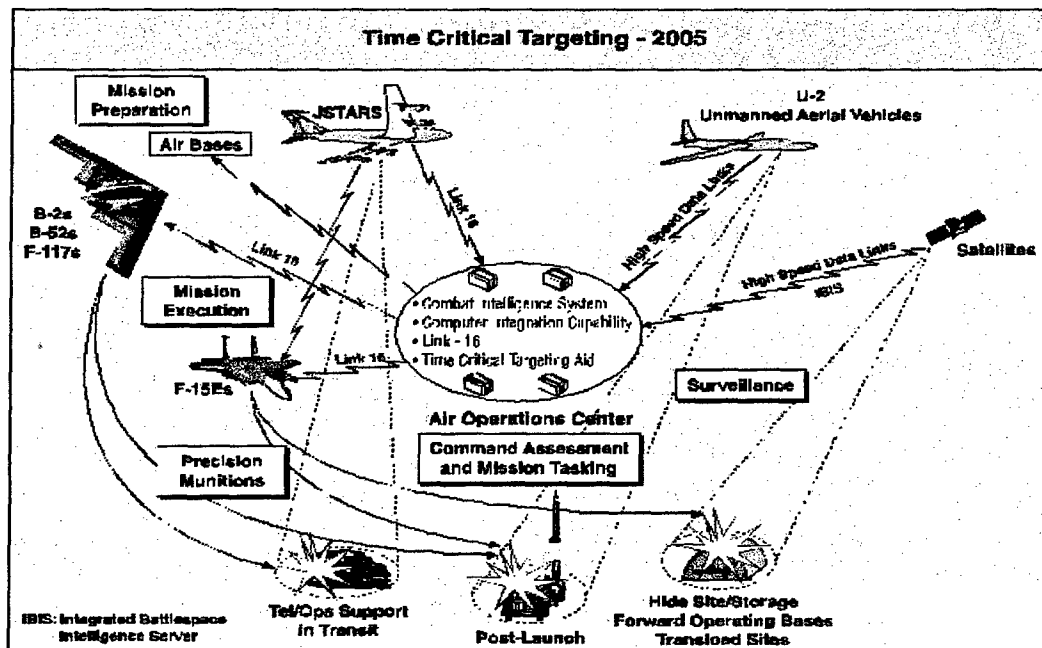 Time Critical Targeting - 2005
Mission
Preparation
JSTARS
U-2
Unmanned Aerial Vehicles
Air Bases
B-2s
B-52s
F-117s
Link 16
Link 16
High Speed Data Links
High Speed Data Links
IBIS
Satellites
Mission
Execution
• Combat Intelligence System
• Computer Integration Capability
• Link - 16
• Time Critical Targeting Aid
Link 16
F-15Es
Surveillance
Air Operations Center
Command Assessment
and Mission Tasking
Precision
Munitions
Tel/Ops Support
in Transit
Post-Launch
Hide Site/Storage
Forward Operating Bases
Transload Sites
IBIS: Integrated Battlespace
Intelligence Server